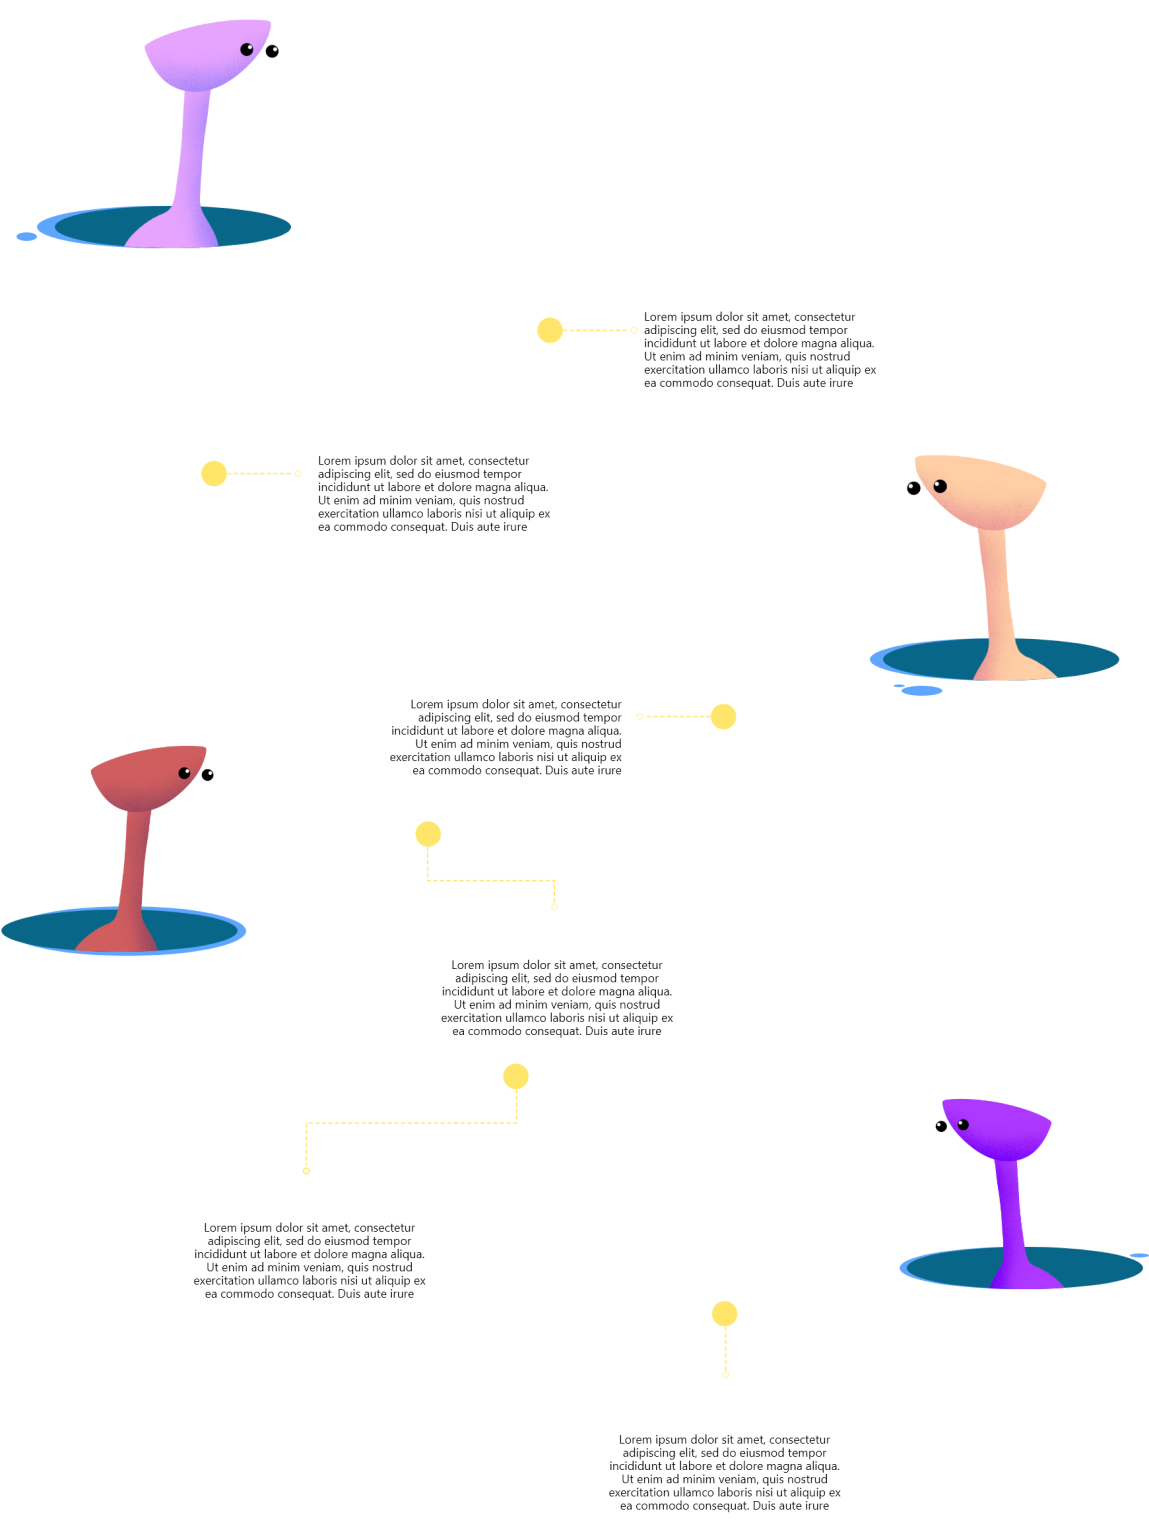 Lorem ipsum dolor sit amet, consectetur
adipiscing elit, sed do eiusmod tempor
incididunt ut labore et dolore magna aliqua.
Ut enim ad minim veniam, quis nostrud
exercitation ullamco laboris nisi ut aliquip ex
ea commodo consequat. Duis aute irure
Lorem ipsum dolor sit amet, consectetur
adipiscing elit, sed do eiusmod tempor
incididunt ut labore et dolore magna aliqua.
Ut enim ad minim veniam, quis nostrud
exercitation ullamco laboris nisi ut aliquip ex
ea commodo consequat. Duis aute irure
Lorem ipsum dolor sit amet, consectetur
adipiscing elit, sed do eiusmod tempor
incididunt ut labore et dolore magna aliqua.
Ut enim ad minim veniam, quis nostrud
exercitation ullamco laboris nisi ut aliquip ex
ea commodo consequat. Duis aute irure
Lorem ipsum dolor sit amet, consectetur
adipiscing elit, sed do eiusmod tempor
incididunt ut labore et dolore magna aliqua.
Ut enim ad minim veniam, quis nostrud
exercitation ullamco laboris nisi ut aliquip ex
ea commodo consequat. Duis aute irure
Lorem ipsum dolor sit amet, consectetur
adipiscing elit, sed do eiusmod tempor
incididunt ut labore et dolore magna aliqua.
Ut enim ad minim veniam, quis nostrud
exercitation ullamco laboris nisi ut aliquip ex
ea commodo consequat. Duis aute irure
Lorem ipsum dolor sit amet, consectetur
adipiscing elit, sed do eiusmod tempor
incididunt ut labore et dolore magna aliqua.
Ut enim ad minim veniam, quis nostrud
exercitation ullamco laboris nisi ut aliquip ex
ea commodo consequat. Duis aute irure